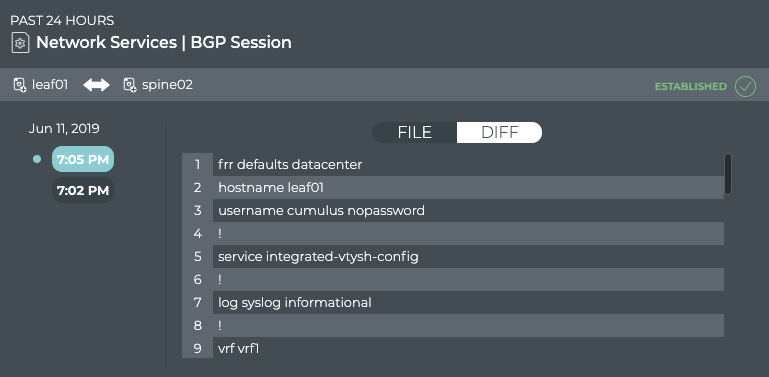 PAST 24 HOURS
Network Services | BGP Session
leaf01 spine02 ESTABLISHED
Jun 11, 2019
7:05 PM
7:02 PM
FILE DIFF
1 frr defaults datacenter
2 hostname leaf01
3 username cumulus nopassword
4 !
5 service integrated-vtysh-config
6 !
7 log syslog informational
8 !
9 vrf vrf1